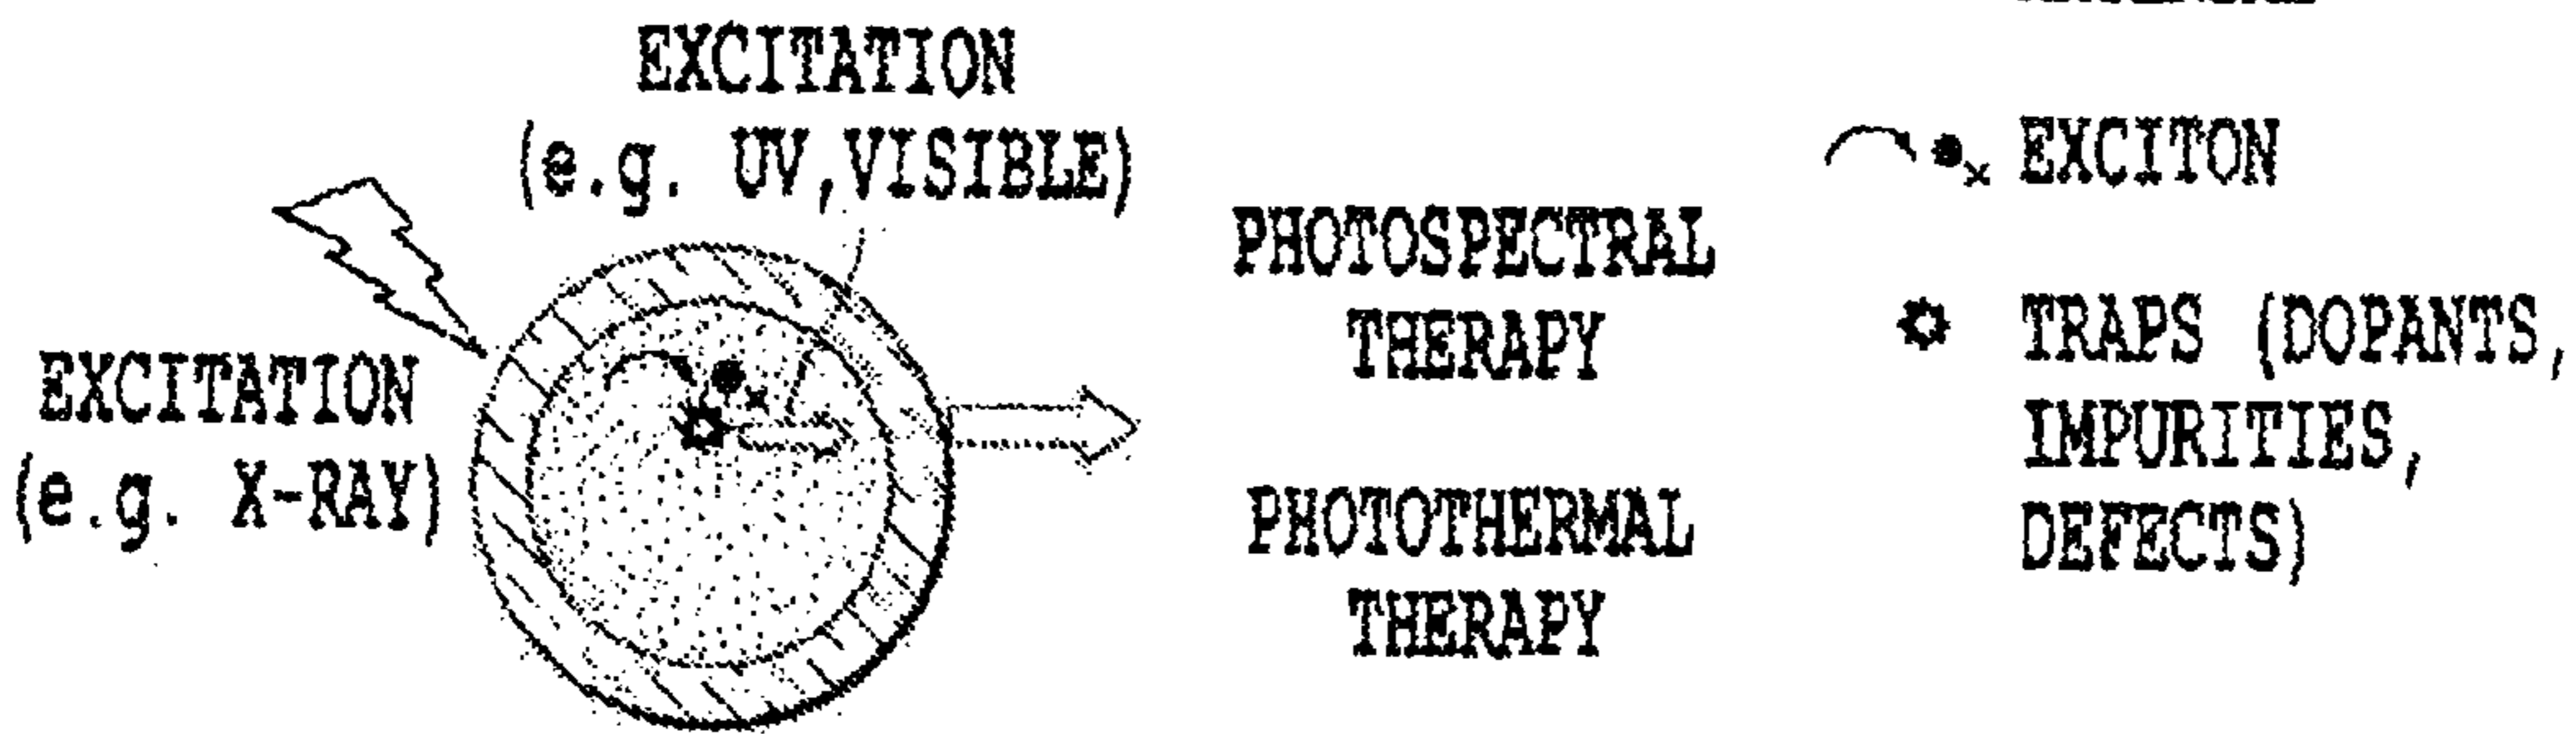 EXCITATION
(e.g. UV,VISIBLE)
EXCITATION
(e.g. X-RAY)
PHOTOSPECTRAL
THERAPY
PHOTOTHERMAL
THERAPY
x EXCITON
TRAPS (DOPANTS,
IMPURITIES,
DEFECTS)
x